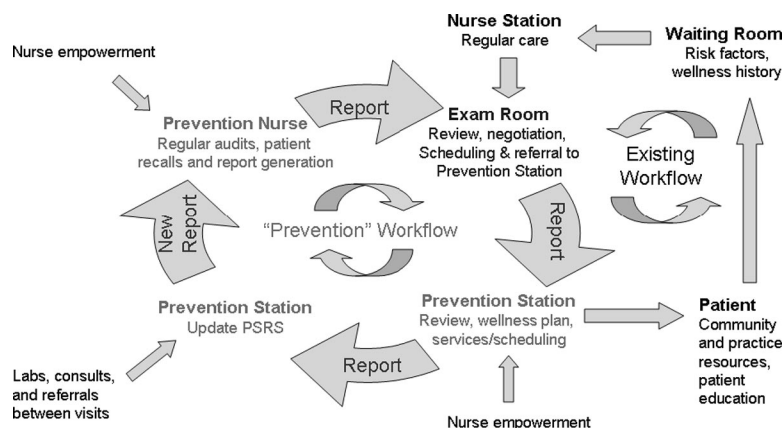 Nurse Station
Regular care
Waiting Room
Risk factors,
wellness history
Nurse empowerment
Prevention Nurse
Regular audits, patient
recalls and report generation
Report
Exam Room
Review, negotiation,
Scheduling & referral to
Prevention Station
Existing
Workflow
New
Report
“Prevention” Workflow
Report
Prevention Station
Update PSRS
Prevention Station
Review, wellness plan,
services/scheduling
Patient
Community
and practice
resources,
patient
education
Report
Labs, consults,
and referrals
between visits
Nurse empowerment